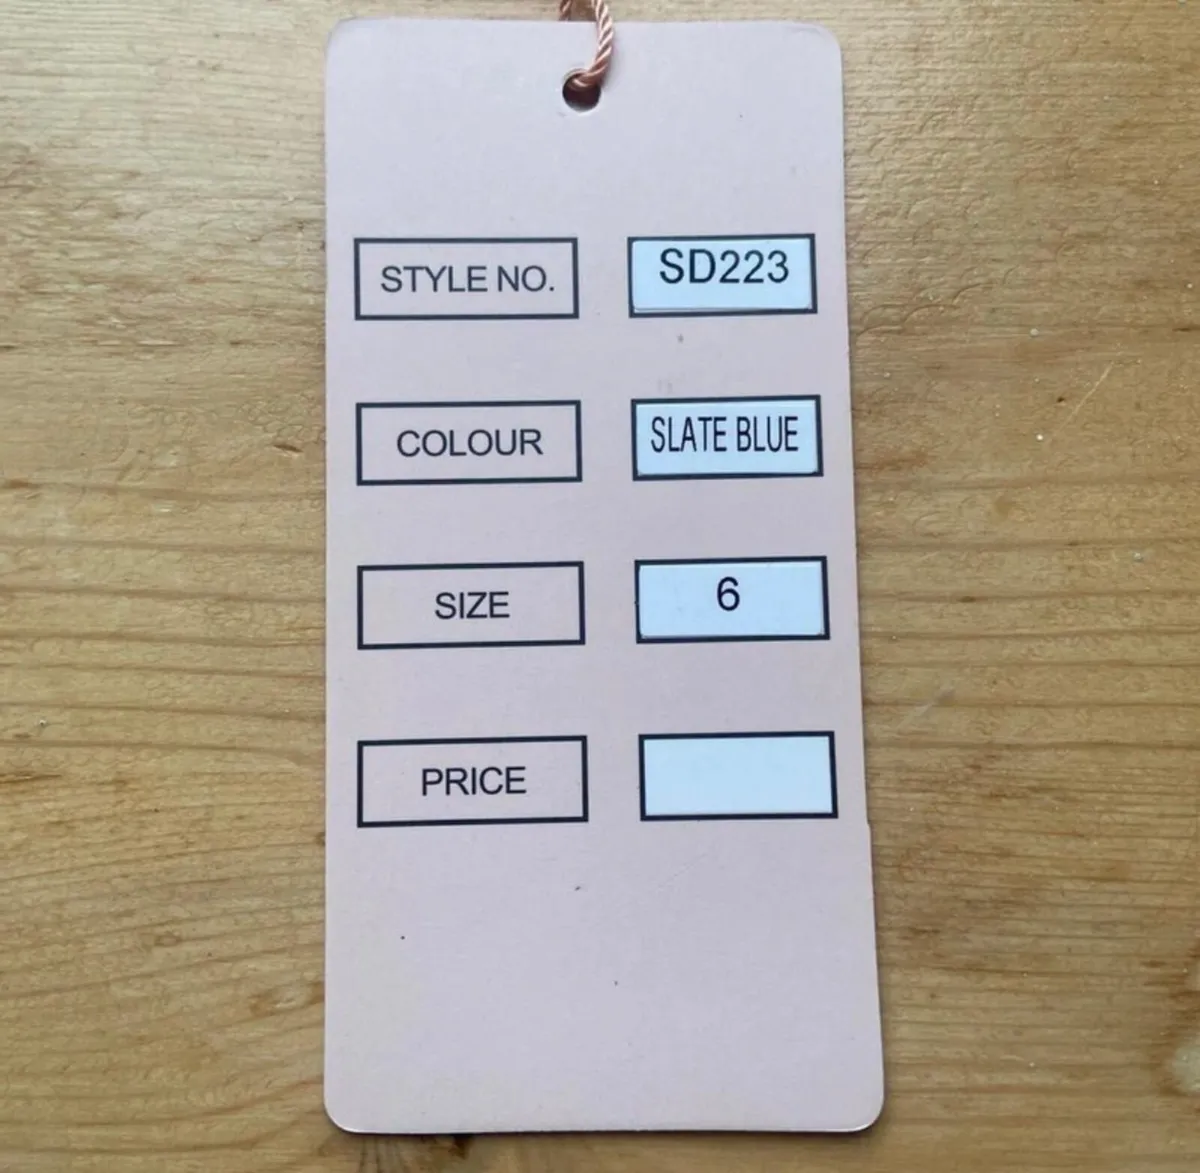 STYLE NO. SD223
COLOUR SLATE BLUE
SIZE 6
PRICE